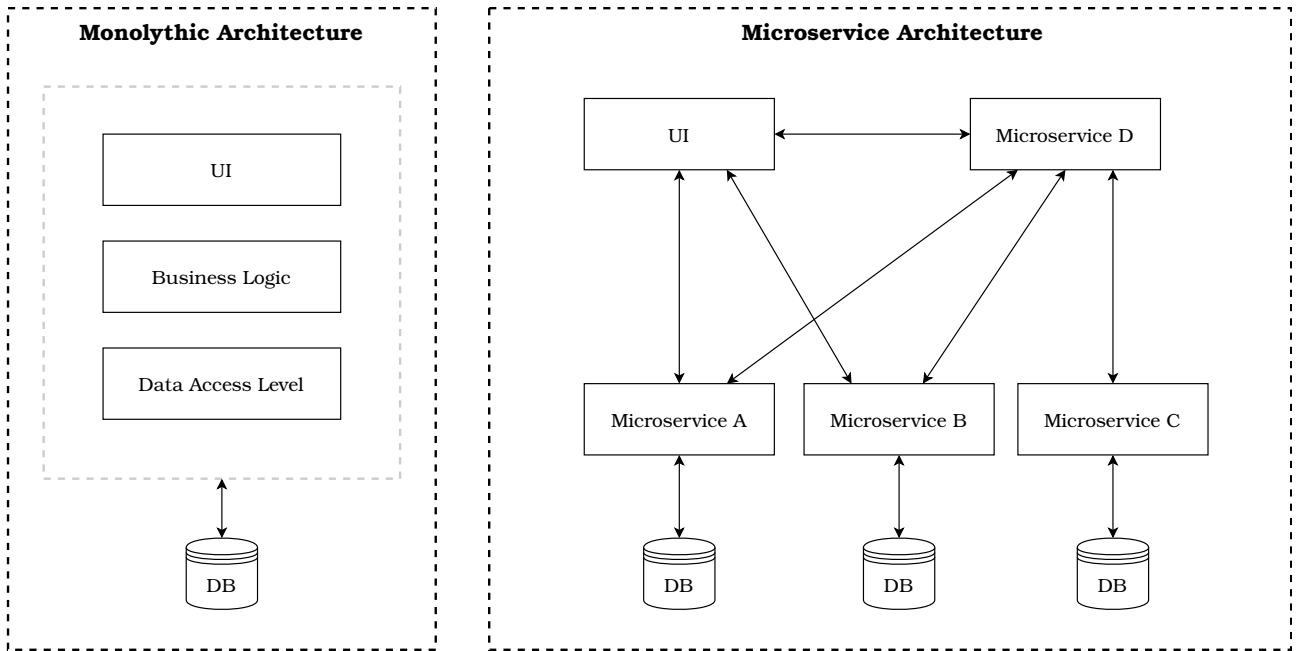 Monolythic Architecture
UI
Business Logic
Data Access Level
DB
Microservice Architecture
UI
Microservice D
Microservice A
Microservice B
Microservice C
DB
DB
DB